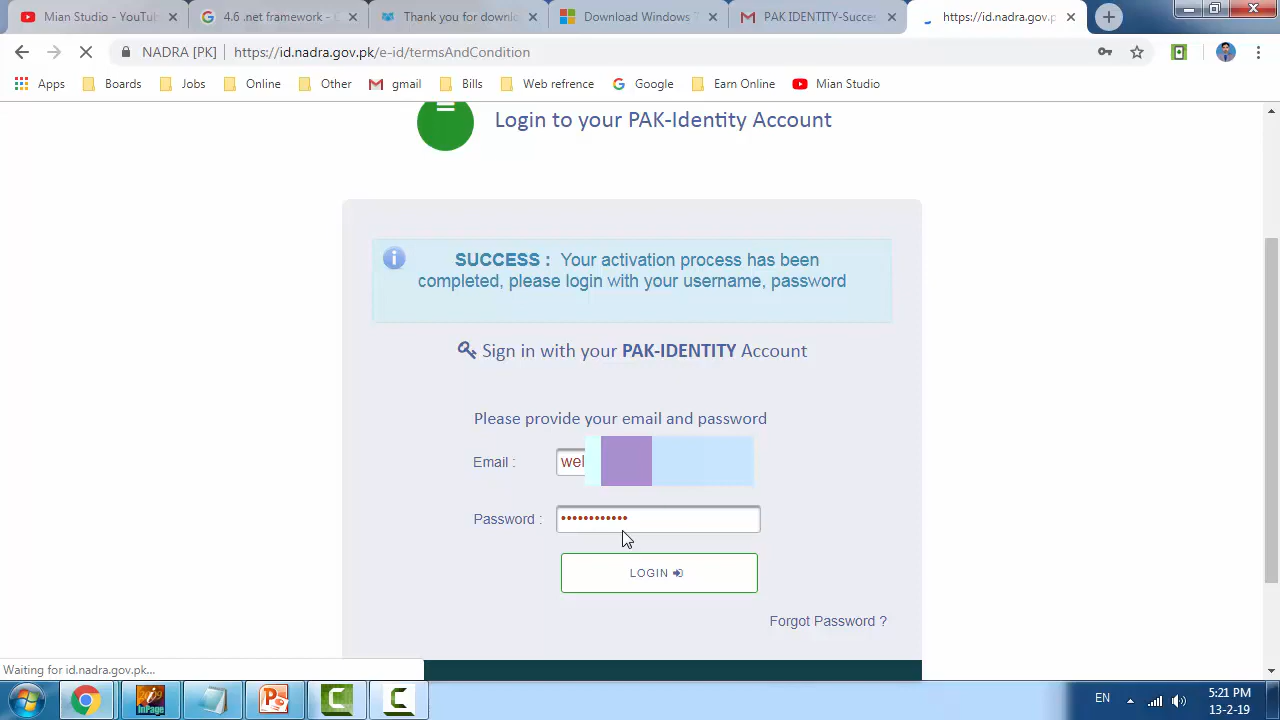 Mian Studio - YouTu
4.6 .net framework -
Thank you for downlo
Download Windows
PAK IDENTITY-Succes
https://id.nadra.gov.p
NADRA [PK]
https://id.nadra.gov.pk/e-id/termsAndCondition
Apps
Boards
Jobs
Online
Other
gmail
Bills
Web refrence
Google
Earn Online
Mian Studio
Login to your PAK-Identity Account
SUCCESS : Your activation process has been
completed, please login with your username, password
Sign in with your PAK-IDENTITY Account
Please provide your email and password
Email :
wel
Password :
••••••••••••
LOGIN
Forgot Password ?
Waiting for id.nadra.gov.pk...
InPage
EN
5:21 PM
13-2-19